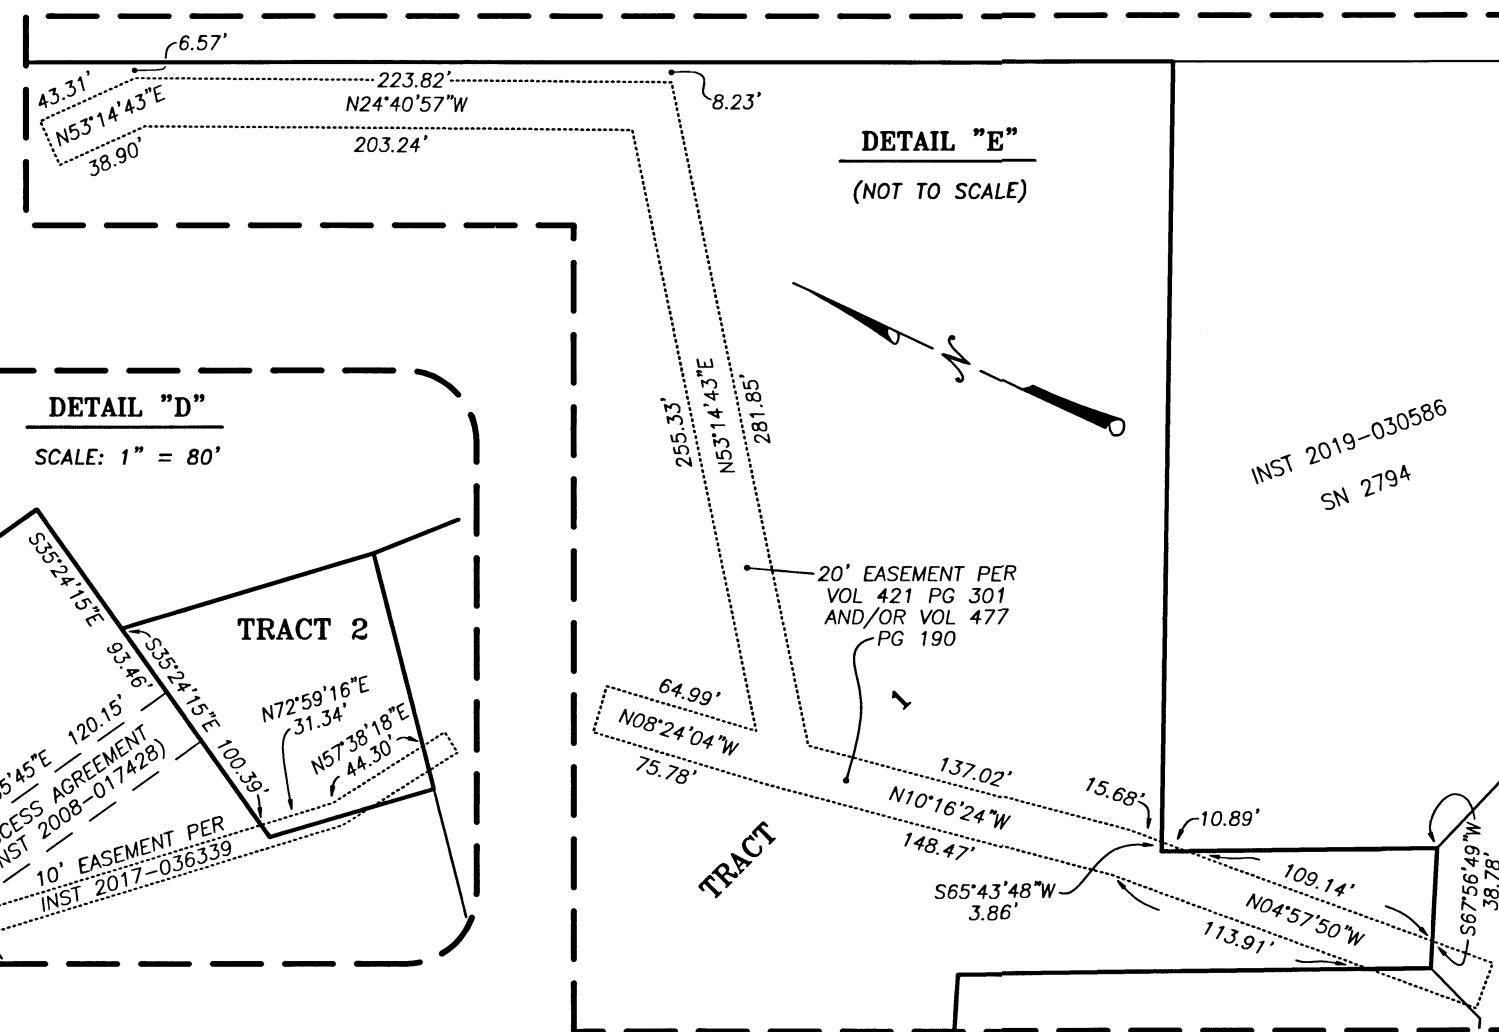 6.57'
43.31'
N53°14'43"E
38.90'
223.82'
N24°40'57"W
203.24'
8.23'
DETAIL "E"
(NOT TO SCALE)
N
255.33'
N53°14'43"E
281.85'
INST 2019-030586
SN 2794
20' EASEMENT PER
VOL 421 PG 301
AND/OR VOL 477
PG 190
64.99'
N08°24'04"W
75.78'
137.02'
N10°16'24"W
148.47'
15.68'
10.89'
S65°43'48"W
3.86'
109.14'
N04°57'50"W
113.91'
S67°56'49"W
38.78'
TRACT 1
DETAIL "D"
SCALE: 1" = 80'
S35°24'15"E 93.46'
S35°24'15"E 100.39'
TRACT 2
N72°59'16"E
31.34'
N57°38'18"E
44.30'
5'45"E 120.15'
CESS AGREEMENT
NST 2008-017428)
10' EASEMENT PER
INST 2017-036339